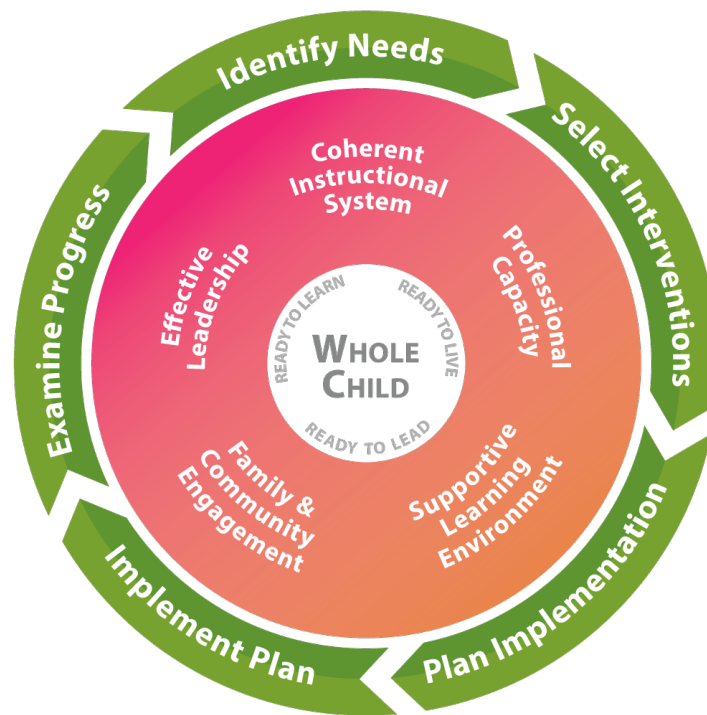 Identify Needs
Select Interventions
Plan Implementation
Implement Plan
Examine Progress
Coherent
Instructional
System
Professional
Capacity
Supportive
Learning
Environment
Family &
Community
Engagement
Effective
Leadership
READY TO LEARN
READY TO LIVE
READY TO LEAD
WHOLE
CHILD